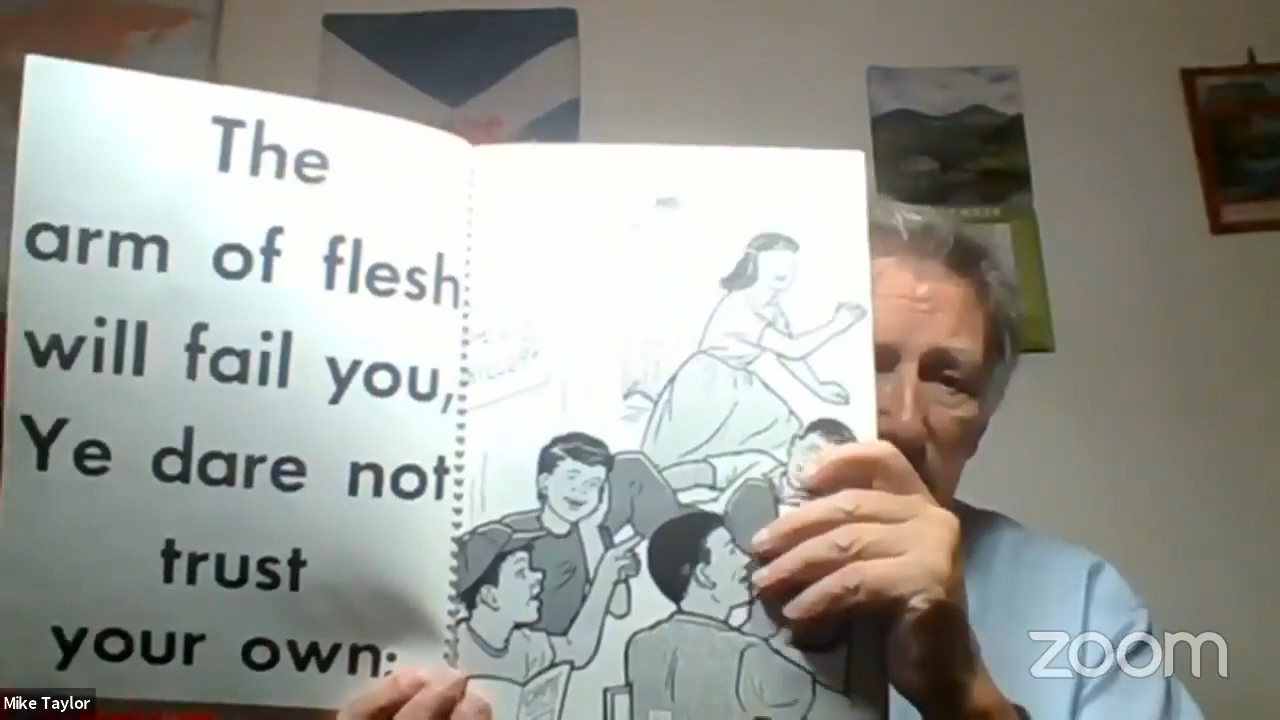 The
arm of flesh
will fail you,
Ye dare not
trust
your own:
Mike Taylor
zoom